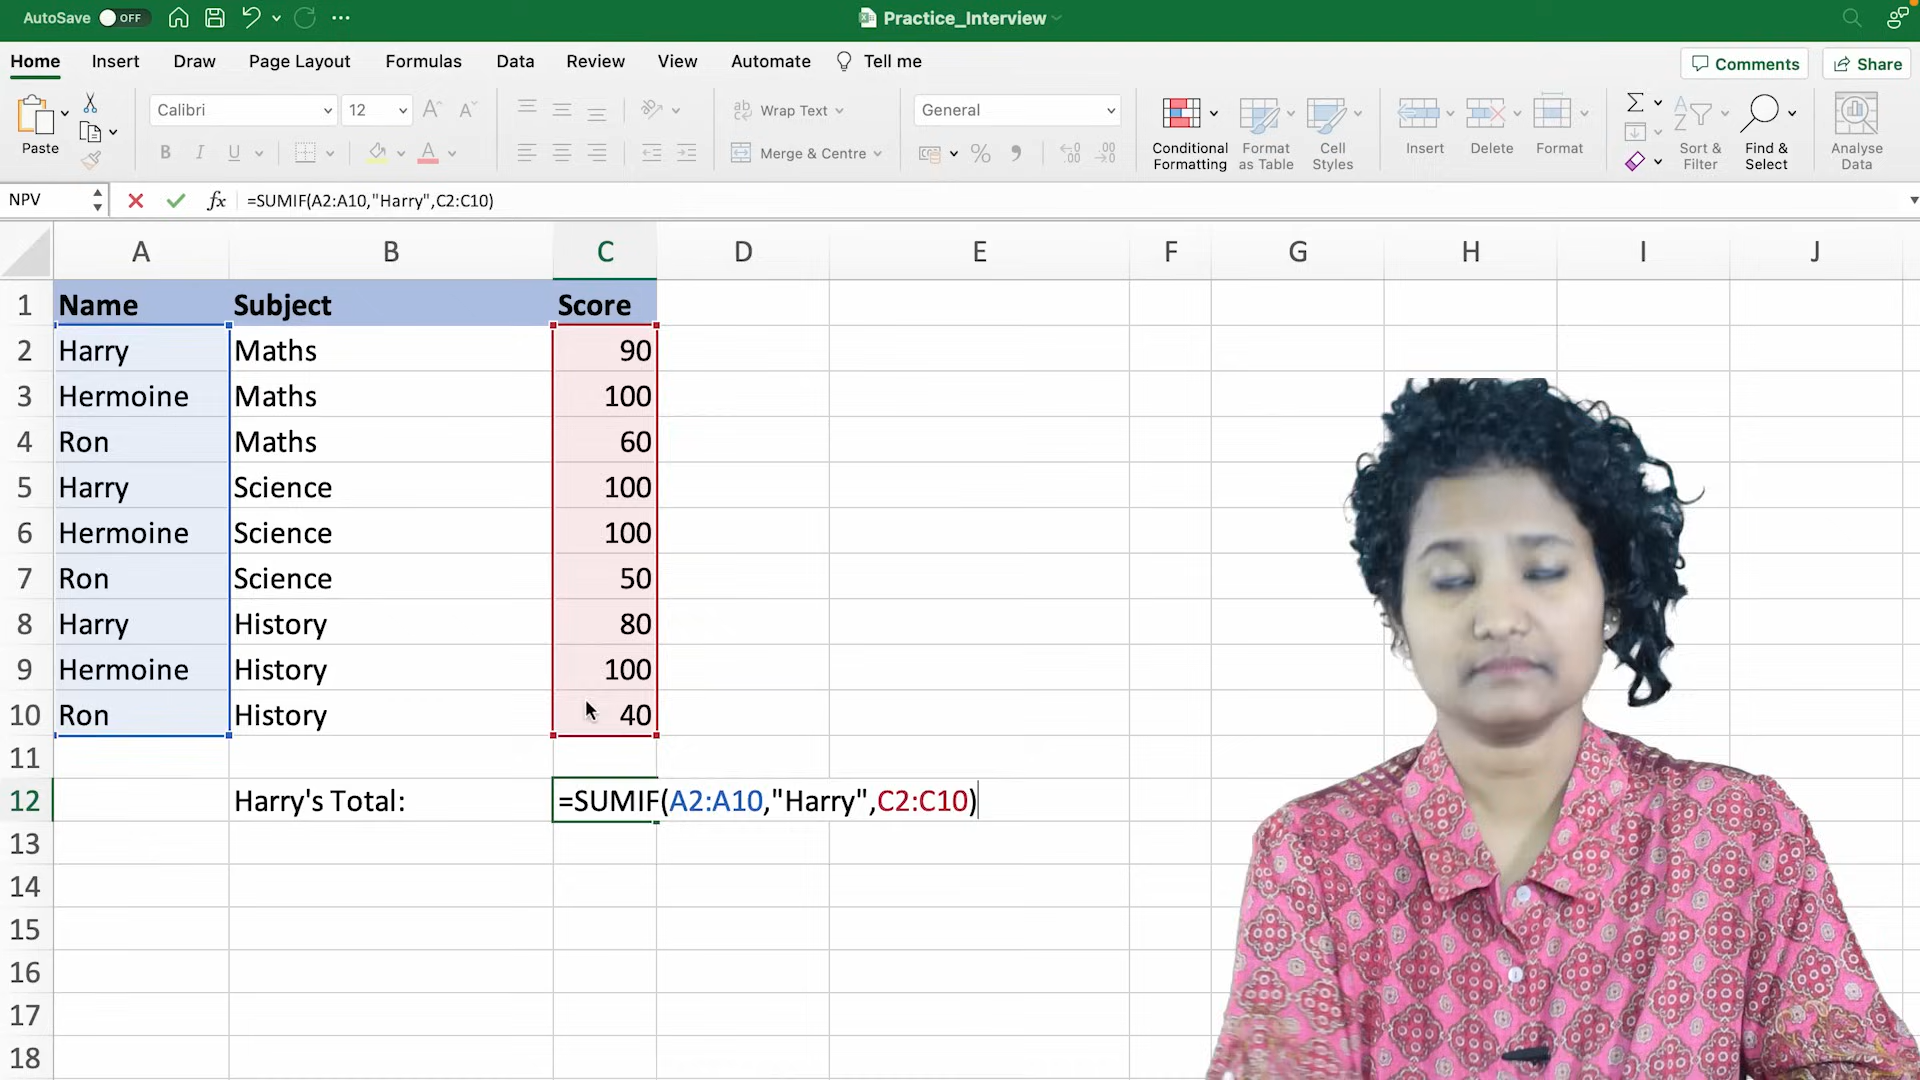 AutoSave OFF Practice_Interview
Home Insert Draw Page Layout Formulas Data Review View Automate Tell me Comments Share
Calibri 12 Wrap Text General
Paste B I U Merge & Centre Conditional Formatting Format as Table Cell Styles Insert Delete Format Sort & Filter Find & Select Analyse Data
NPV fx =SUMIF(A2:A10,"Harry",C2:C10)
A B C D E F G H I J
1 Name Subject Score
2 Harry Maths 90
3 Hermoine Maths 100
4 Ron Maths 60
5 Harry Science 100
6 Hermoine Science 100
7 Ron Science 50
8 Harry History 80
9 Hermoine History 100
10 Ron History 40
11
12 Harry's Total: =SUMIF(A2:A10,"Harry",C2:C10)
13
14
15
16
17
18